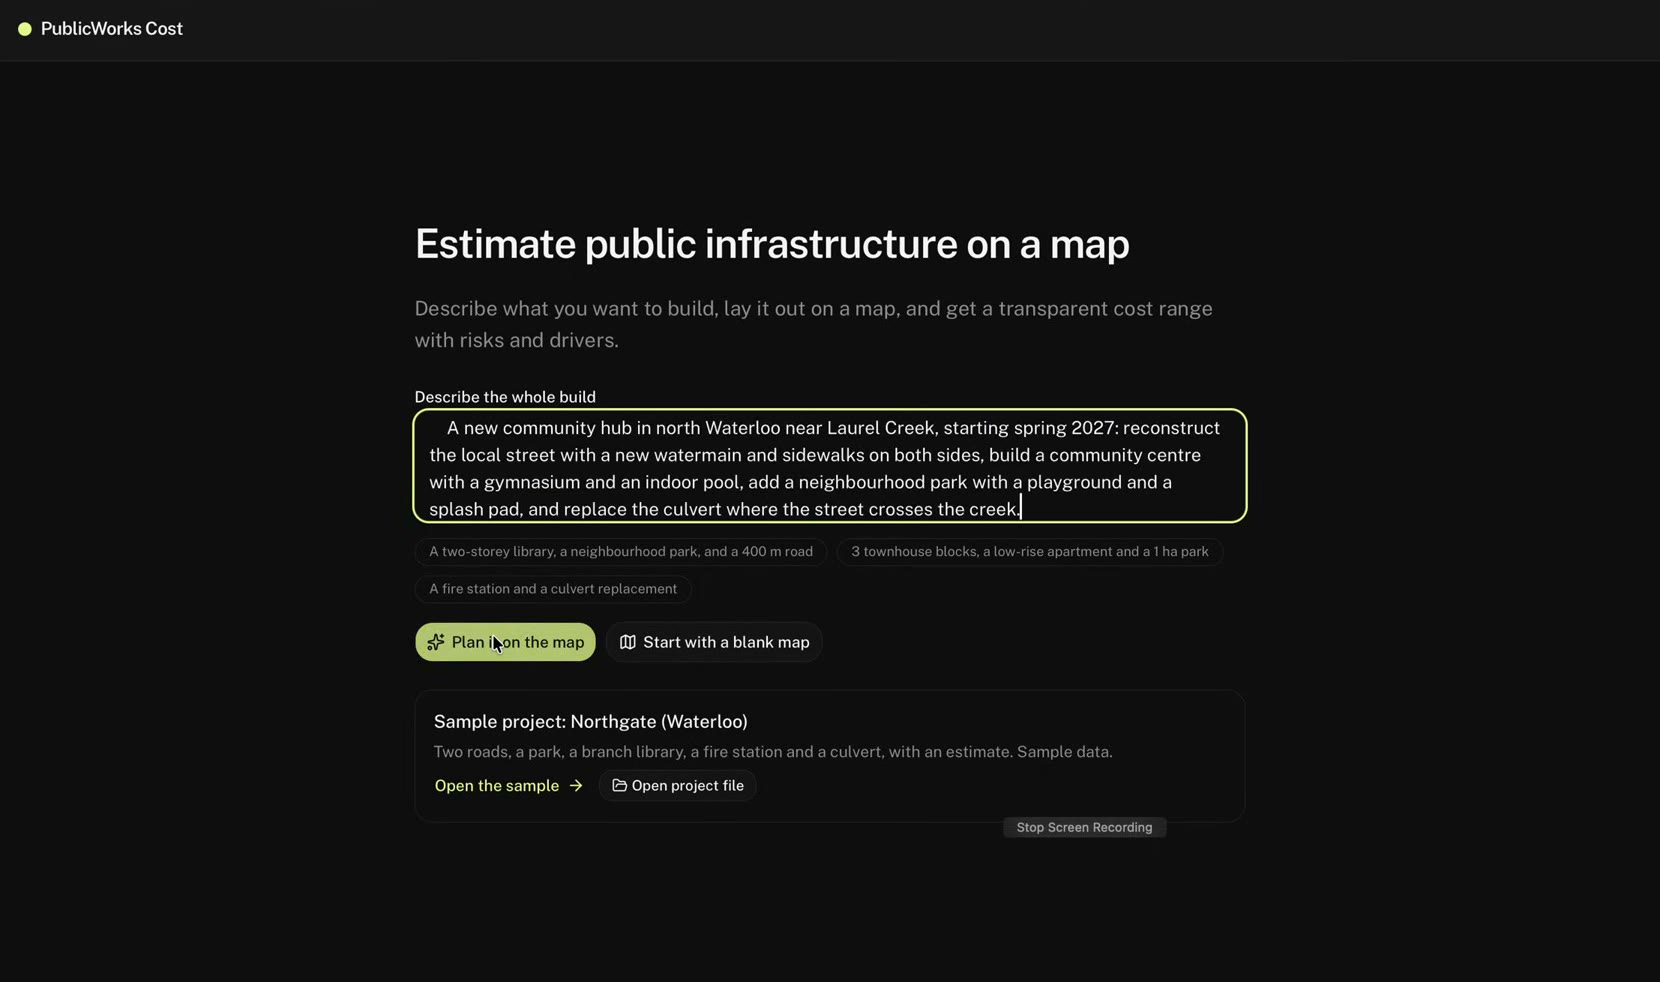 PublicWorks Cost
Estimate public infrastructure on a map
Describe what you want to build, lay it out on a map, and get a transparent cost range
with risks and drivers.
Describe the whole build
A new community hub in north Waterloo near Laurel Creek, starting spring 2027: reconstruct
the local street with a new watermain and sidewalks on both sides, build a community centre
with a gymnasium and an indoor pool, add a neighbourhood park with a playground and a
splash pad, and replace the culvert where the street crosses the creek.
A two-storey library, a neighbourhood park, and a 400 m road
3 townhouse blocks, a low-rise apartment and a 1 ha park
A fire station and a culvert replacement
Plan it on the map
Start with a blank map
Sample project: Northgate (Waterloo)
Two roads, a park, a branch library, a fire station and a culvert, with an estimate. Sample data.
Open the sample →
Open project file
Stop Screen Recording